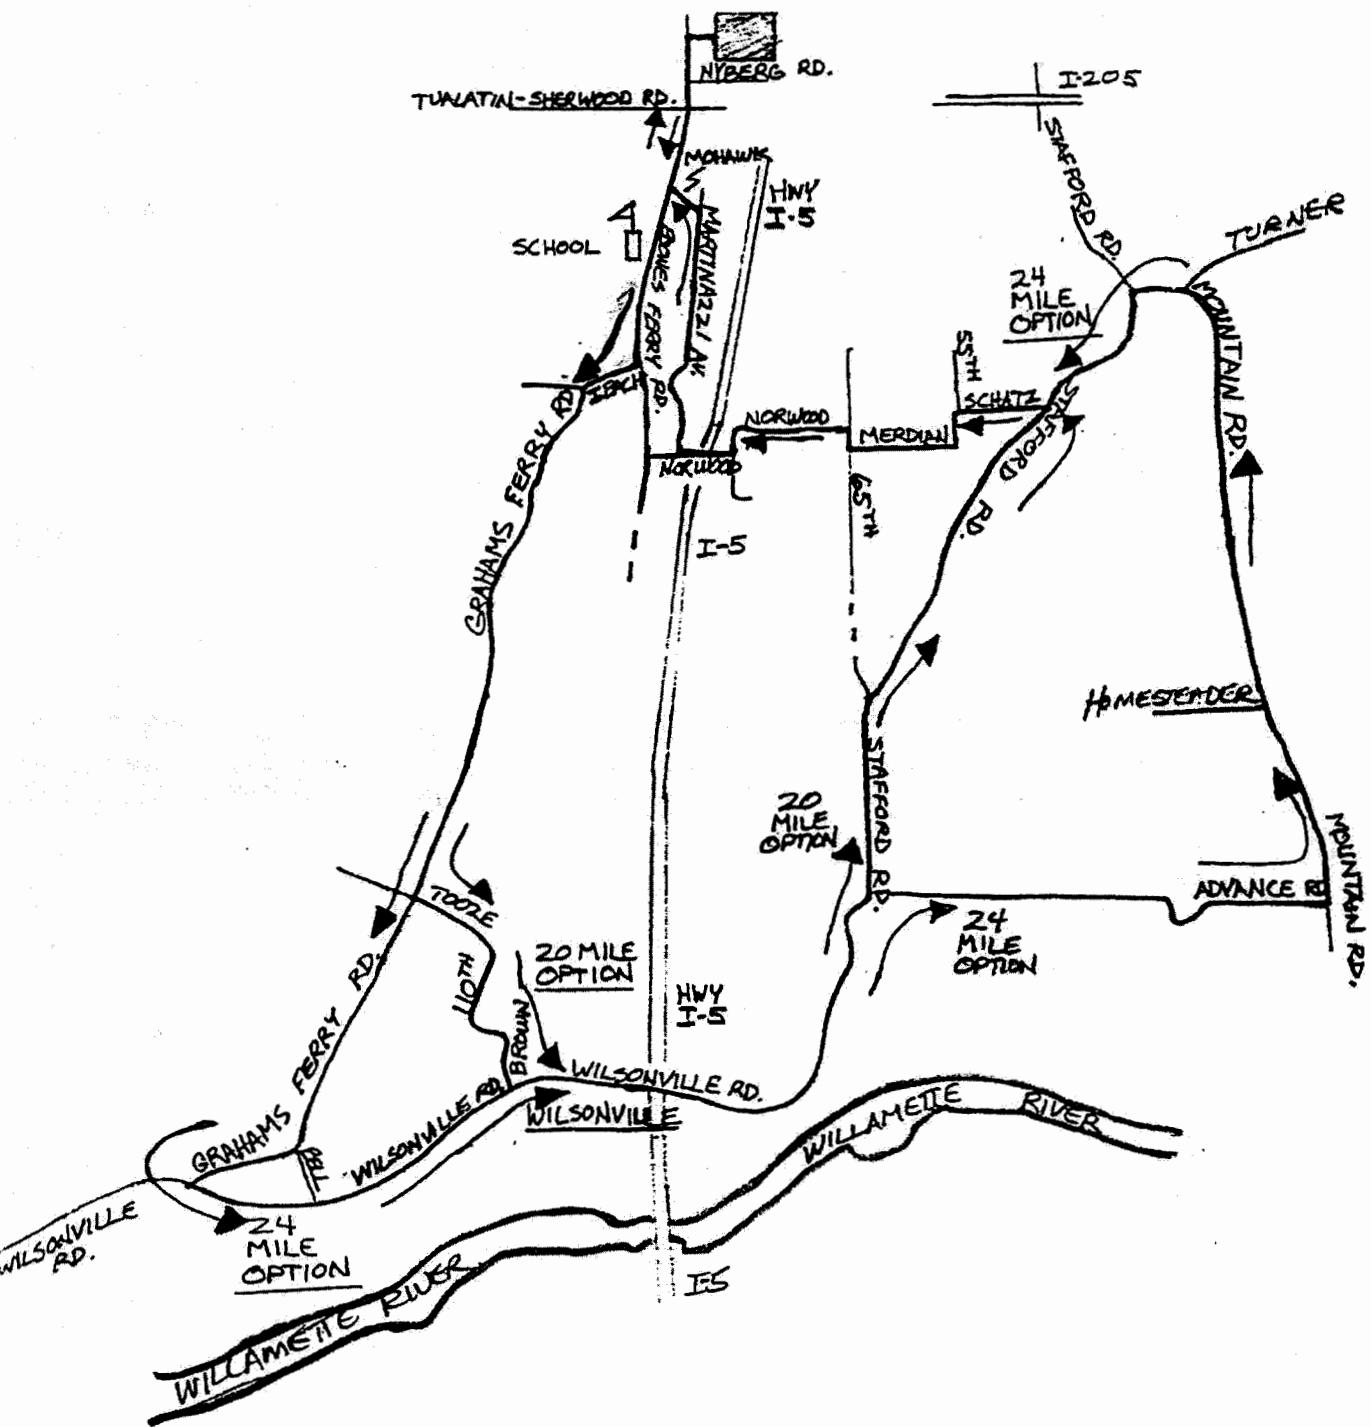 NYBERG RD.
TUALATIN-SHERWOOD RD.
I-205
MOHAWK
STAFFORD RD.
HWY
I-5
TURNER
SCHOOL
BOONES FERRY RD.
MARTINAZZI AV.
24
MILE
OPTION
MOUNTAIN RD.
55TH
IBACH
SCHATZ
NORWOOD
MERDIAN
STAFFORD RD.
NORWOOD
GRAHAMS FERRY RD.
65TH
I-5
HOMESTEADER
STAFFORD RD.
20
MILE
OPTION
MOUNTAIN RD.
TOOZE
ADVANCE RD
24
MILE
OPTION
20 MILE
OPTION
GRAHAMS FERRY RD.
BROWN
HWY
I-5
WILSONVILLE RD.
WILSONVILLE RD.
WILSONVILLE
WILLAMETTE RIVER
GRAHAMS
BELL
WILSONVILLE
RD.
24
MILE
OPTION
I-5
WILLAMETTE RIVER